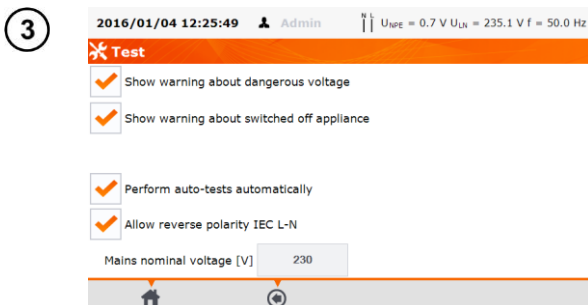 3
2016/01/04 12:25:49 Admin N L U_NPE = 0.7 V U_LN = 235.1 V f = 50.0 Hz
Test
Show warning about dangerous voltage
Show warning about switched off appliance
Perform auto-tests automatically
Allow reverse polarity IEC L-N
Mains nominal voltage [V] 230